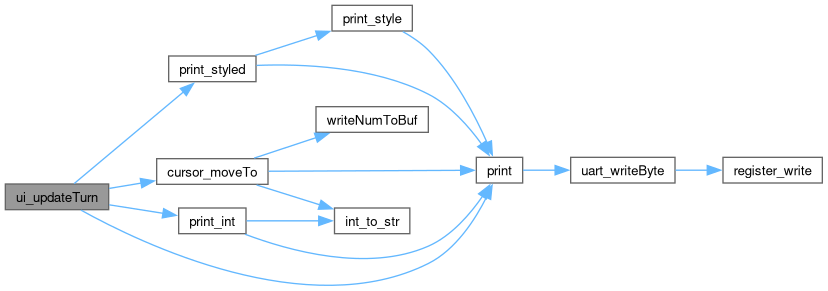 print_style
print_styled
writeNumToBuf
cursor_moveTo
print
uart_writeByte
register_write
ui_updateTurn
print_int
int_to_str